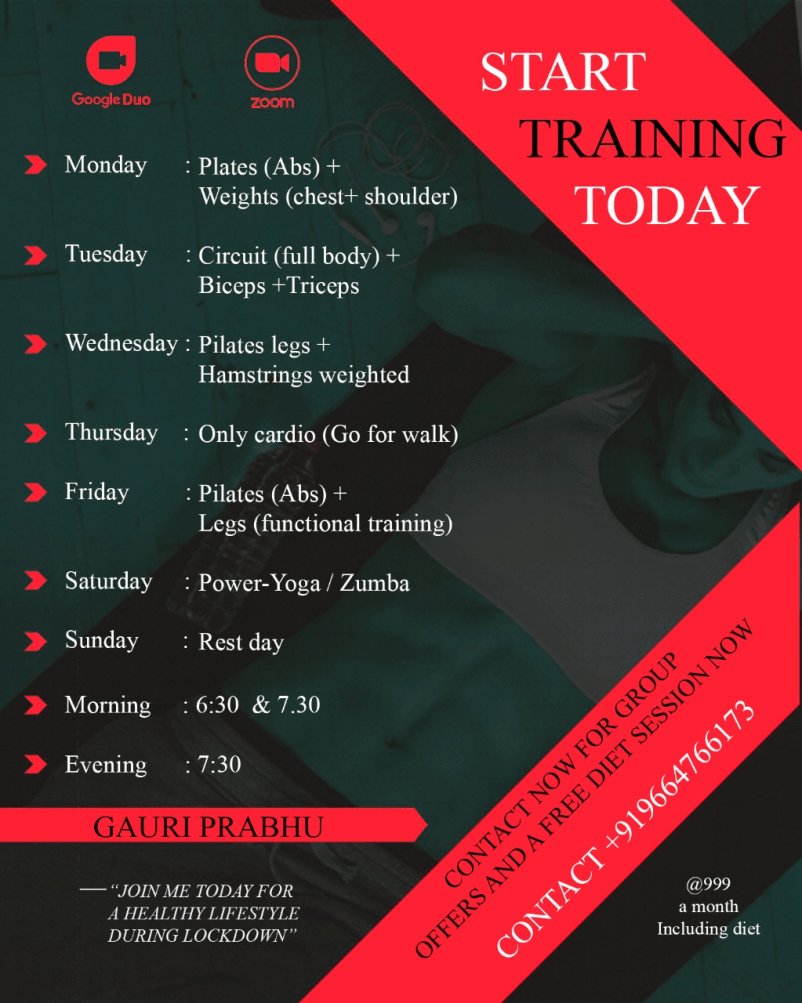 Google Duo
zoom
START
TRAINING
TODAY
Monday : Plates (Abs) +
Weights (chest+ shoulder)
Tuesday : Circuit (full body) +
Biceps +Triceps
Wednesday : Pilates legs +
Hamstrings weighted
Thursday : Only cardio (Go for walk)
Friday : Pilates (Abs) +
Legs (functional training)
Saturday : Power-Yoga / Zumba
Sunday : Rest day
Morning : 6:30 & 7.30
Evening : 7:30
GAURI PRABHU
— “JOIN ME TODAY FOR
A HEALTHY LIFESTYLE
DURING LOCKDOWN”
CONTACT NOW FOR GROUP
OFFERS AND A FREE DIET SESSION NOW
CONTACT +919664766173
@999
a month
Including diet